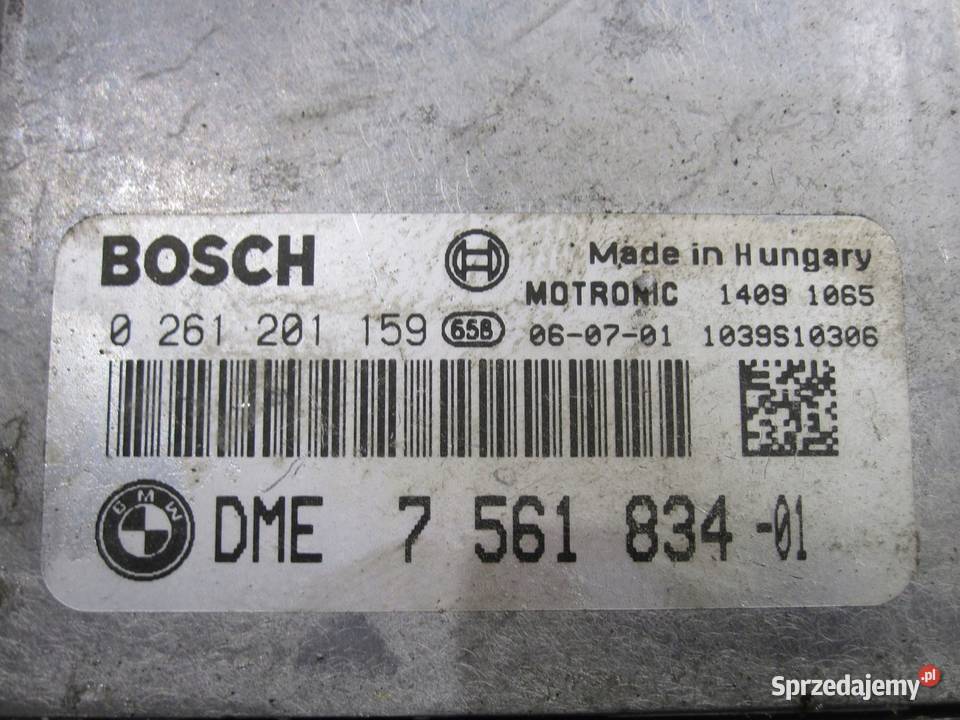 BOSCH
Made in Hungary
MOTRONIC 1409 1065
0 261 201 159 658 06-07-01 1039S10306
BMW
DME 7 561 834-01
Sprzedajemy.pl